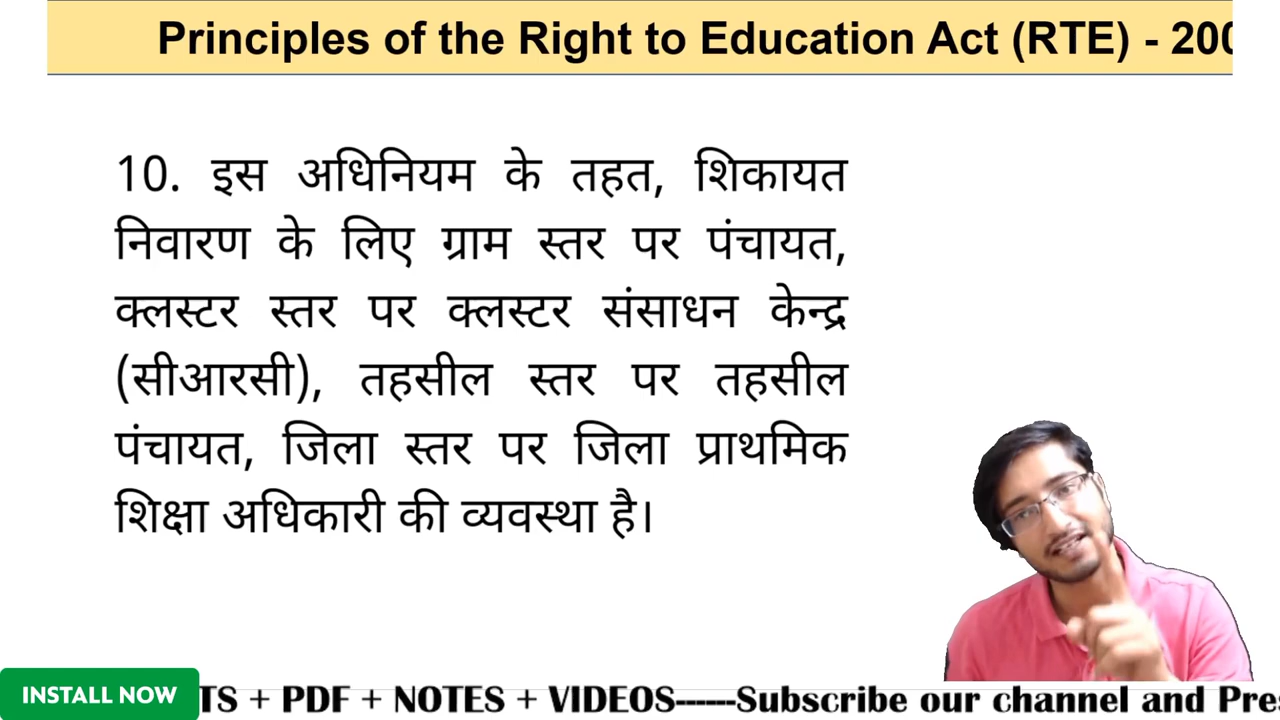 Principles of the Right to Education Act (RTE) - 200
10. इस अधिनियम के तहत, शिकायत
निवारण के लिए ग्राम स्तर पर पंचायत,
क्लस्टर स्तर पर क्लस्टर संसाधन केन्द्र
(सीआरसी), तहसील स्तर पर तहसील
पंचायत, जिला स्तर पर जिला प्राथमिक
शिक्षा अधिकारी की व्यवस्था है।
INSTALL NOW TS + PDF + NOTES + VIDEOS------Subscribe our channel and Pres